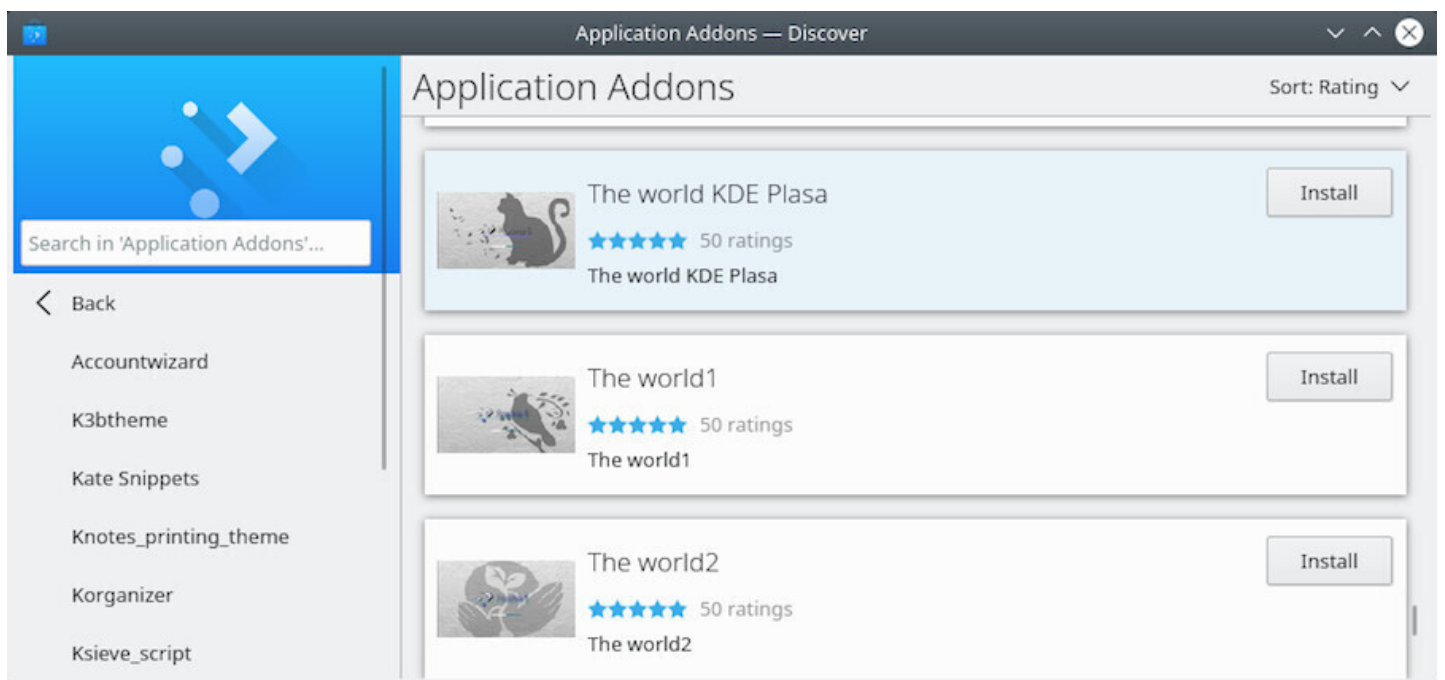 Application Addons — Discover
Search in 'Application Addons'...
Back
Accountwizard
K3btheme
Kate Snippets
Knotes_printing_theme
Korganizer
Ksieve_script
Application Addons
Sort: Rating
The world KDE Plasa
Install
50 ratings
The world KDE Plasa
The world1
Install
50 ratings
The world1
The world2
Install
50 ratings
The world2